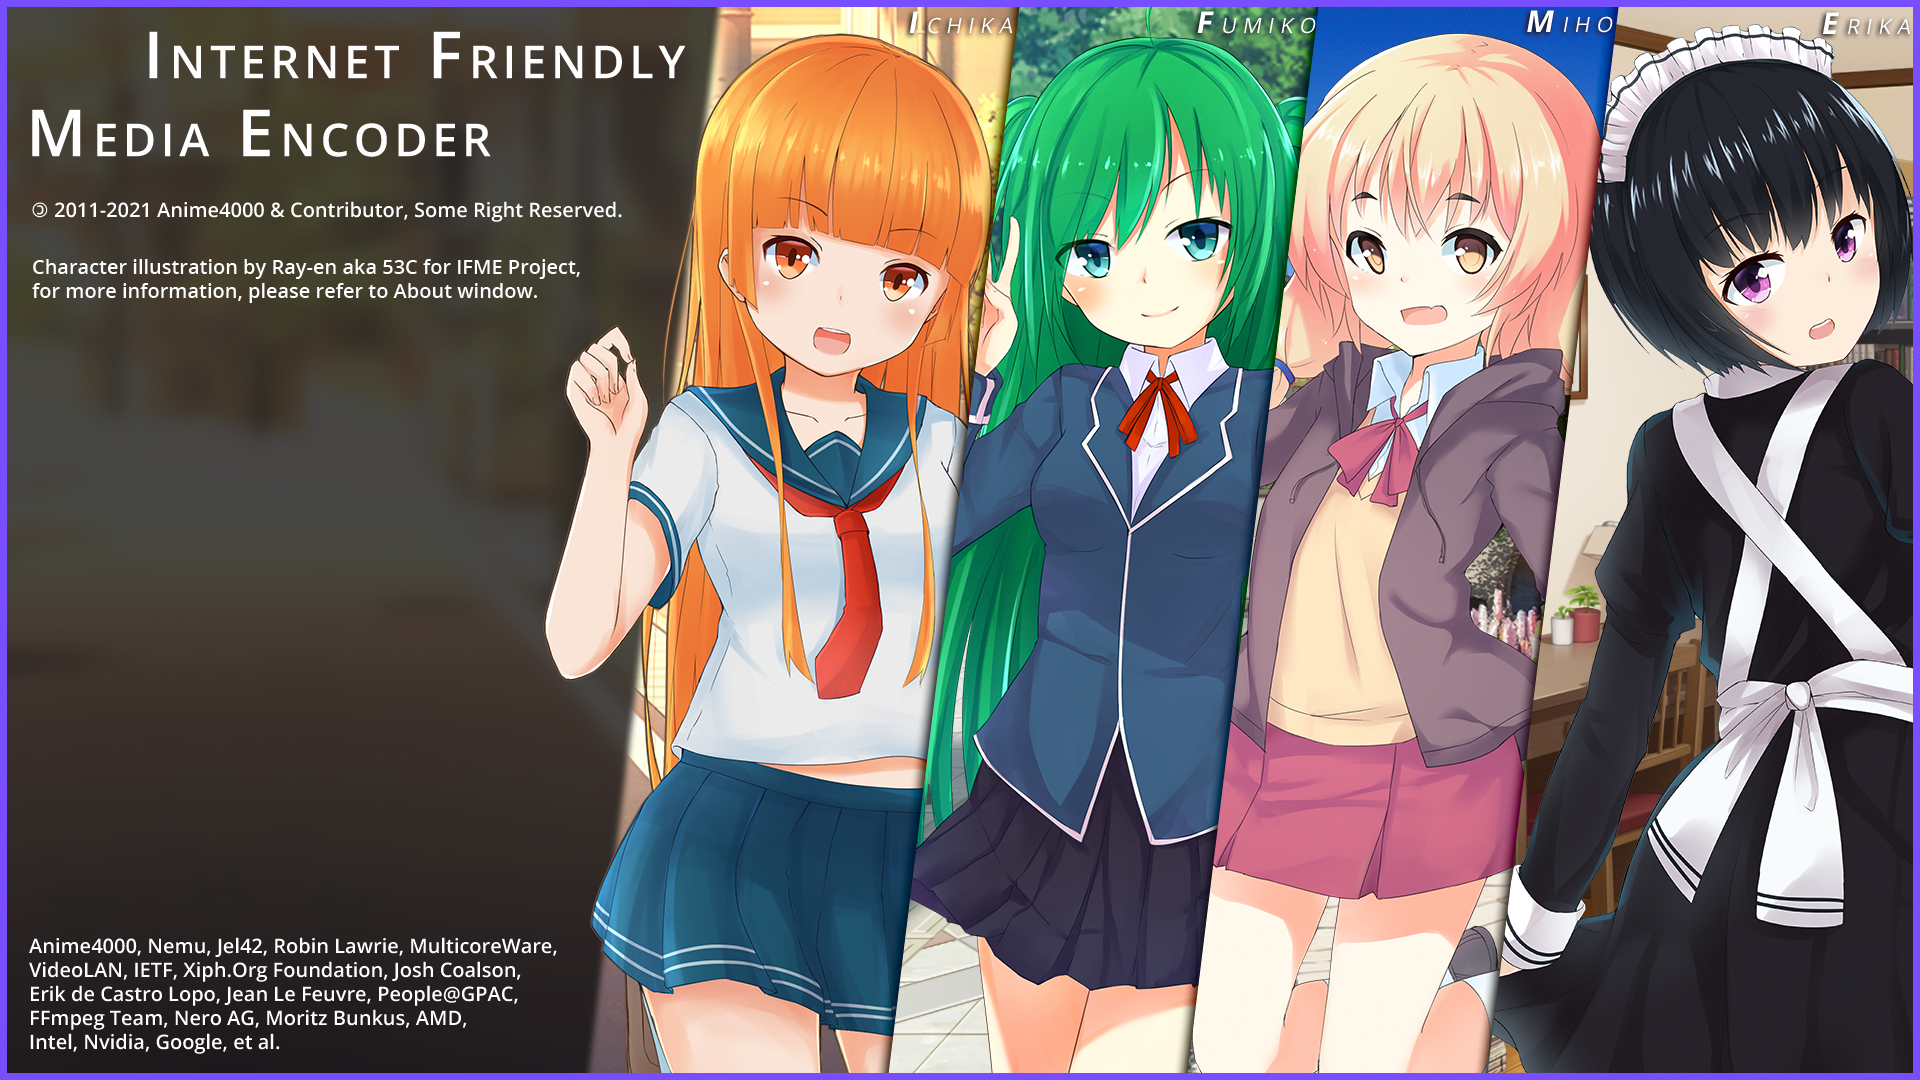 Internet Friendly
Media Encoder
🄯 2011-2021 Anime4000 & Contributor, Some Right Reserved.
Character illustration by Ray-en aka 53C for IFME Project,
for more information, please refer to About window.
Ichika
Fumiko
Miho
Erika
Anime4000, Nemu, Jel42, Robin Lawrie, MulticoreWare,
VideoLAN, IETF, Xiph.Org Foundation, Josh Coalson,
Erik de Castro Lopo, Jean Le Feuvre, People@GPAC,
FFmpeg Team, Nero AG, Moritz Bunkus, AMD,
Intel, Nvidia, Google, et al.